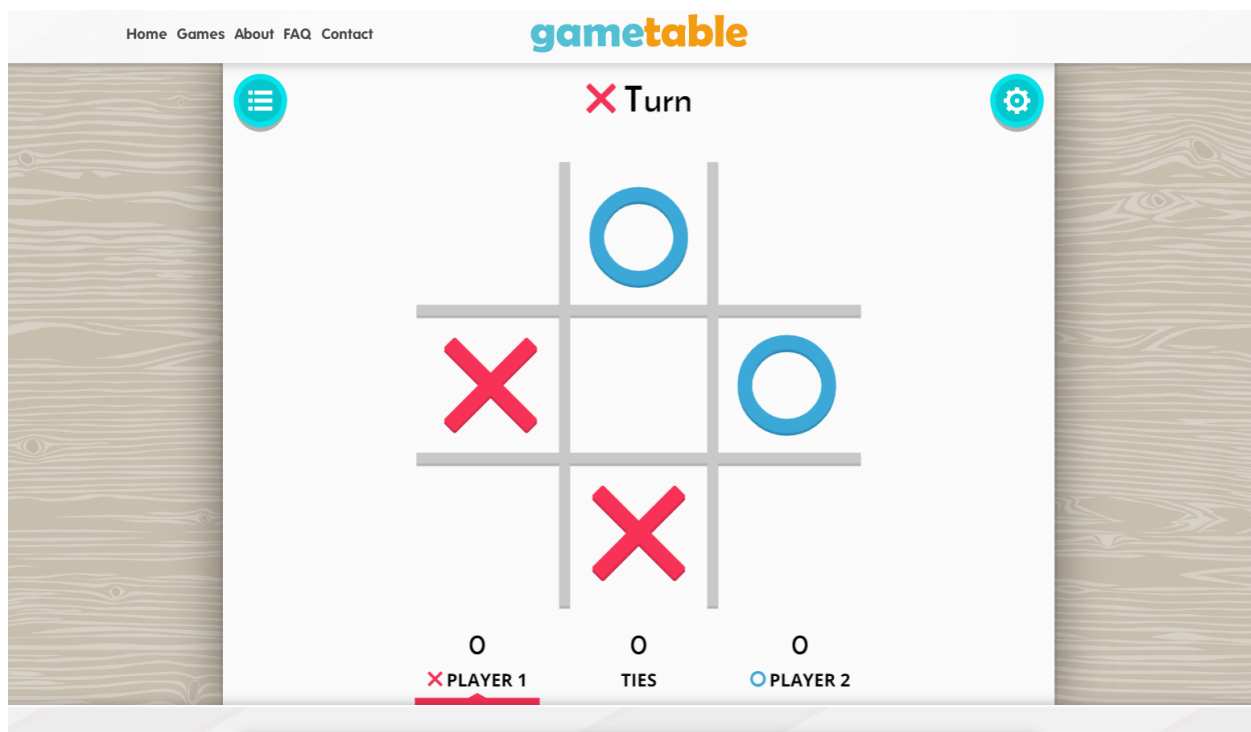 Home Games About FAQ Contact
gametable
Turn
0 0 0
PLAYER 1 TIES PLAYER 2